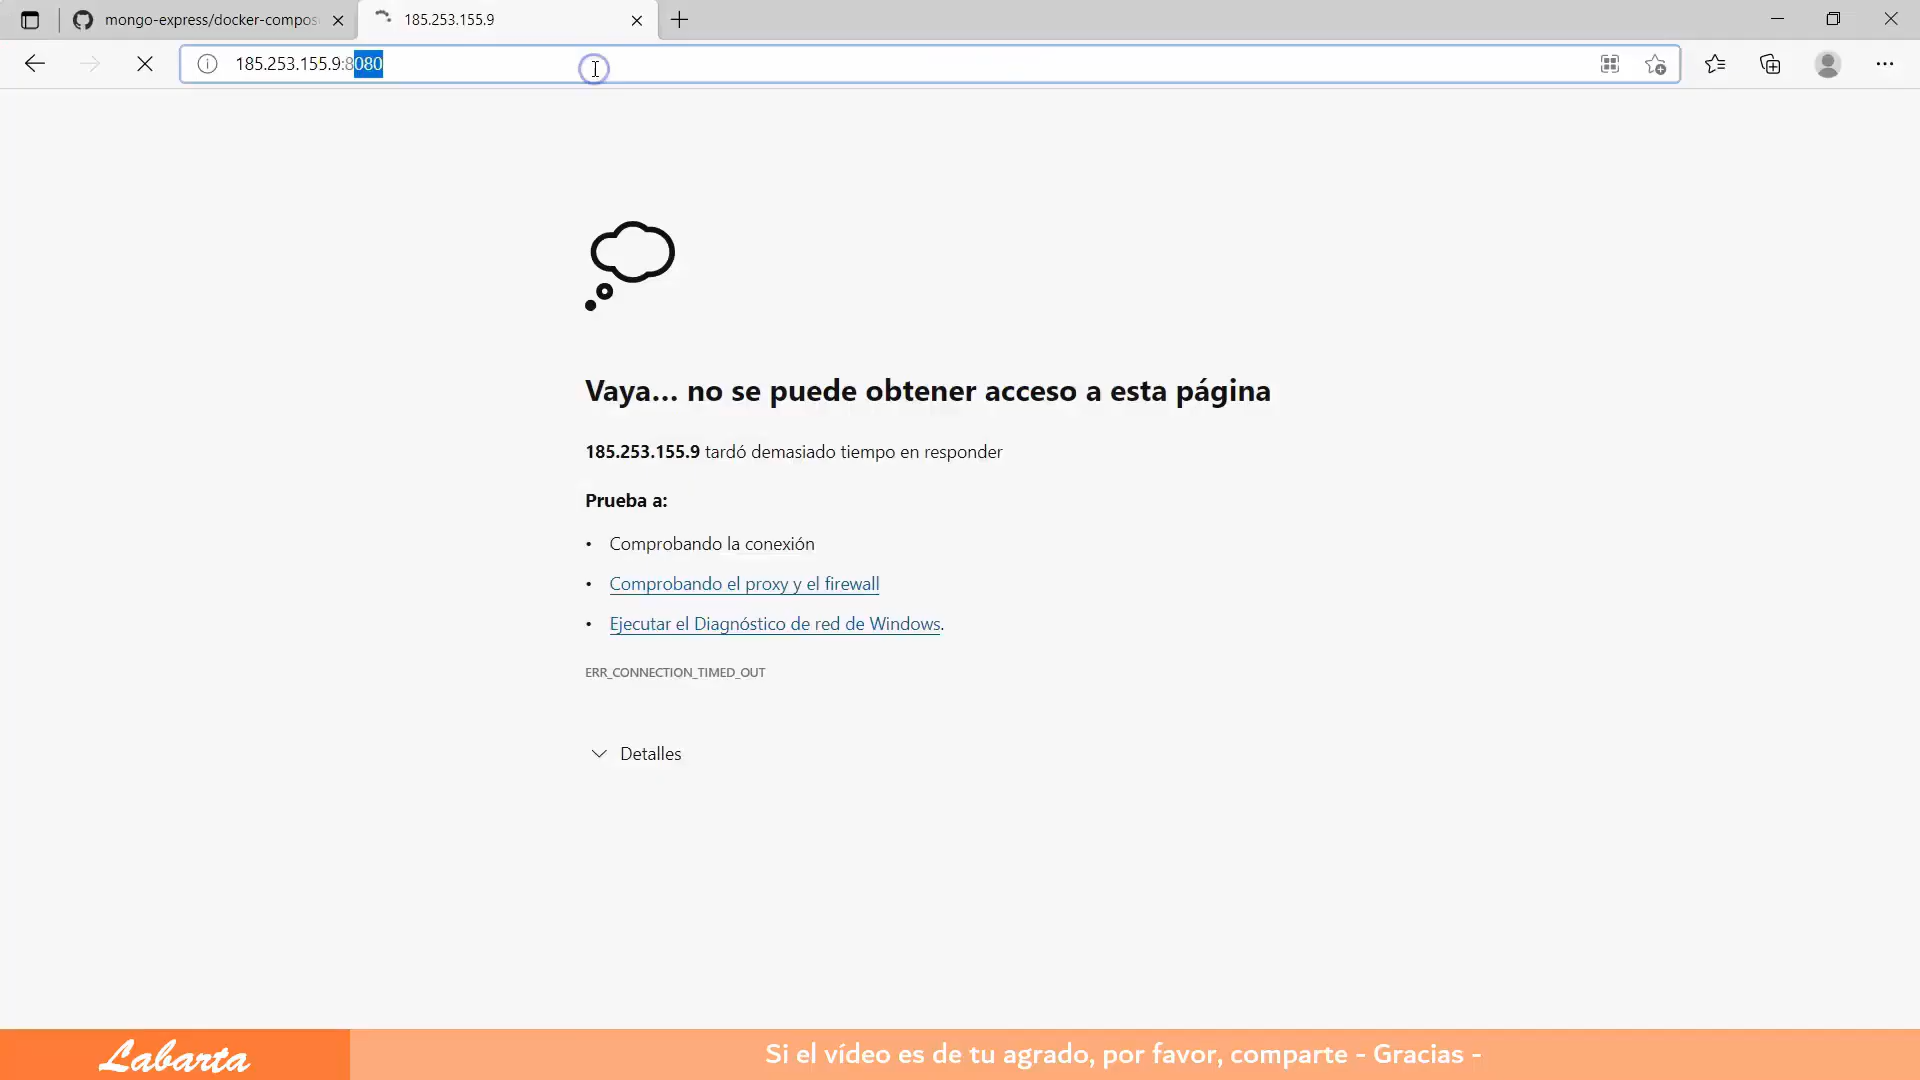 mongo-express/docker-compos
185.253.155.9
185.253.155.9:8080
Vaya... no se puede obtener acceso a esta página
185.253.155.9 tardó demasiado tiempo en responder
Prueba a:
• Comprobando la conexión
• Comprobando el proxy y el firewall
• Ejecutar el Diagnóstico de red de Windows.
ERR_CONNECTION_TIMED_OUT
Detalles
Labarta
Si el vídeo es de tu agrado, por favor, comparte - Gracias -